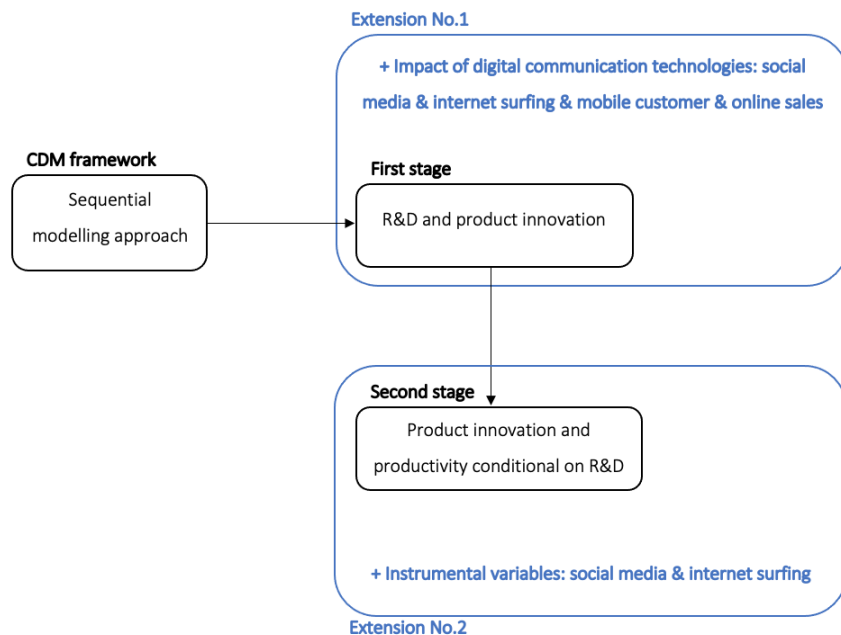 Extension No.1
+ Impact of digital communication technologies: social
media & internet surfing & mobile customer & online sales
CDM framework
Sequential
modelling approach
First stage
R&D and product innovation
Second stage
Product innovation and
productivity conditional on R&D
+ Instrumental variables: social media & internet surfing
Extension No.2